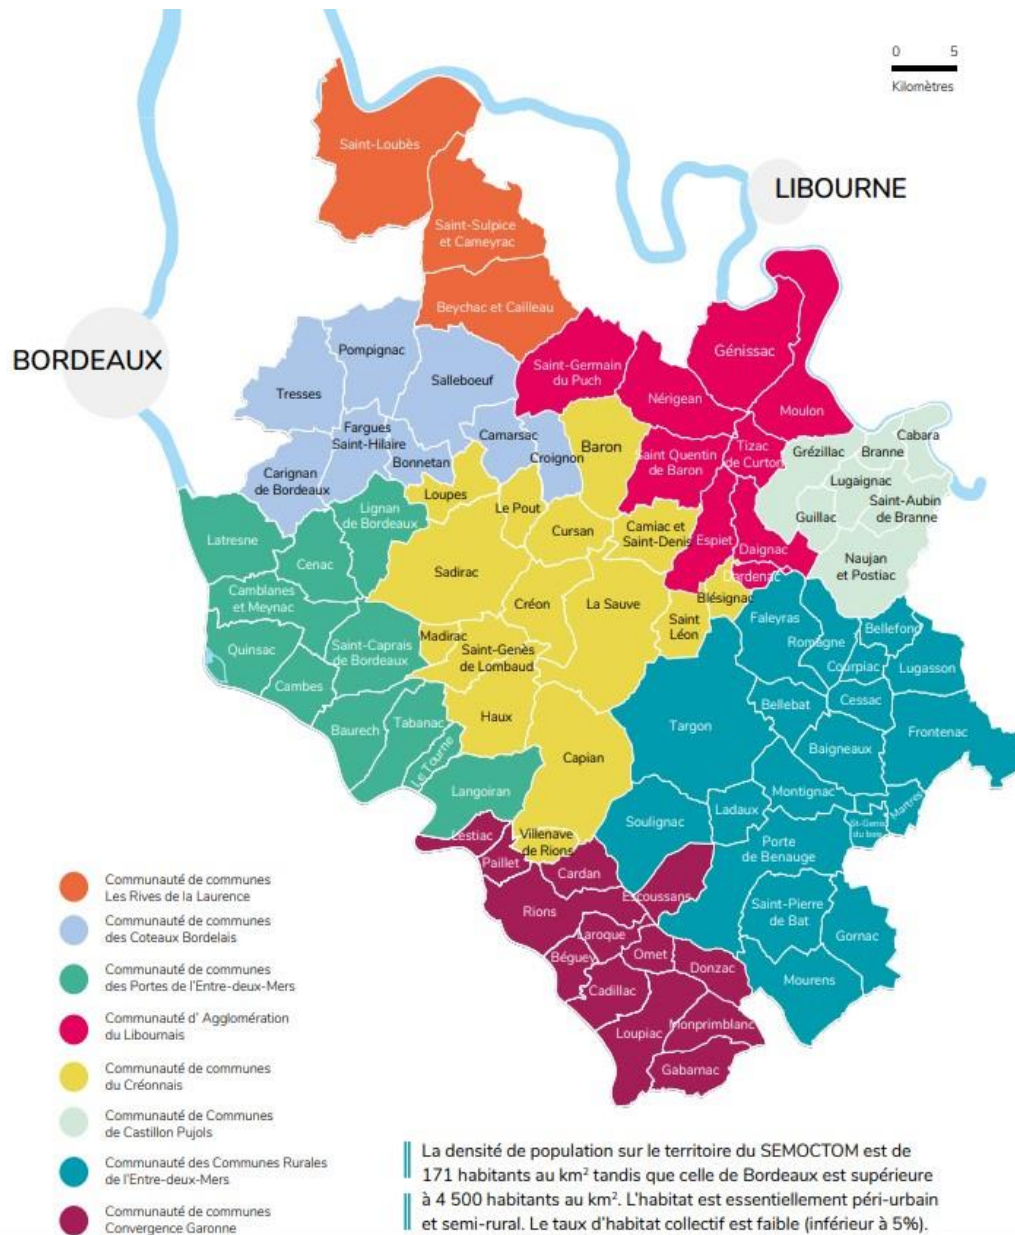 0 5
Kilomètres
LIBOURNE
BORDEAUX
Saint-Loubès
Saint-Sulpice
et Cameyrac
Beychac et Cailleau
Pompignac
Tresses
Salleboeuf
Fargues
Saint-Hilaire
Bonnetan
Camarsac
Croignon
Carignan
de Bordeaux
Saint-Germain
du Puch
Génissac
Nérigean
Moulon
Saint Quentin
de Baron
Tizac
de Curton
Espiet
Daignac
Dardenac
Baron
Loupes
Le Pout
Cursan
Camiac et
Saint-Denis
Sadirac
Créon
La Sauve
Blésignac
Saint
Léon
Madirac
Saint-Genès
de Lombaud
Haux
Capian
Villenave
de Rions
Cabara
Branne
Grézillac
Lugaignac
Saint-Aubin
de Branne
Guillac
Naujan
et Postiac
Lignan
de Bordeaux
Latresne
Cenac
Camblanes
et Meynac
Quinsac
Saint-Caprais
de Bordeaux
Cambes
Baurech
Tabanac
Le Tourne
Langoiran
Faleyras
Romagne
Bellefond
Courpiac
Lugasson
Cessac
Bellebat
Targon
Baigneaux
Frontenac
Montignac
Martres
Ladaux
Soulignac
St-Genis
du bois
Porte
de Benauge
Saint-Pierre
de Bat
Gornac
Mourens
Lestiac
Paillet
Cardan
Escoussans
Rions
Laroque
Béguey
Omet
Donzac
Cadillac
Loupiac
Monprimblanc
Gabarnac
Communauté de communes
Les Rives de la Laurence
Communauté de communes
des Coteaux Bordelais
Communauté de communes
des Portes de l'Entre-deux-Mers
Communauté d' Agglomération
du Libournais
Communauté de communes
du Créonnais
Communauté de Communes
de Castillon Pujols
Communauté des Communes Rurales
de l'Entre-deux-Mers
Communauté de communes
Convergence Garonne
La densité de population sur le territoire du SEMOCTOM est de
171 habitants au km² tandis que celle de Bordeaux est supérieure
à 4 500 habitants au km². L'habitat est essentiellement péri-urbain
et semi-rural. Le taux d'habitat collectif est faible (inférieur à 5%).